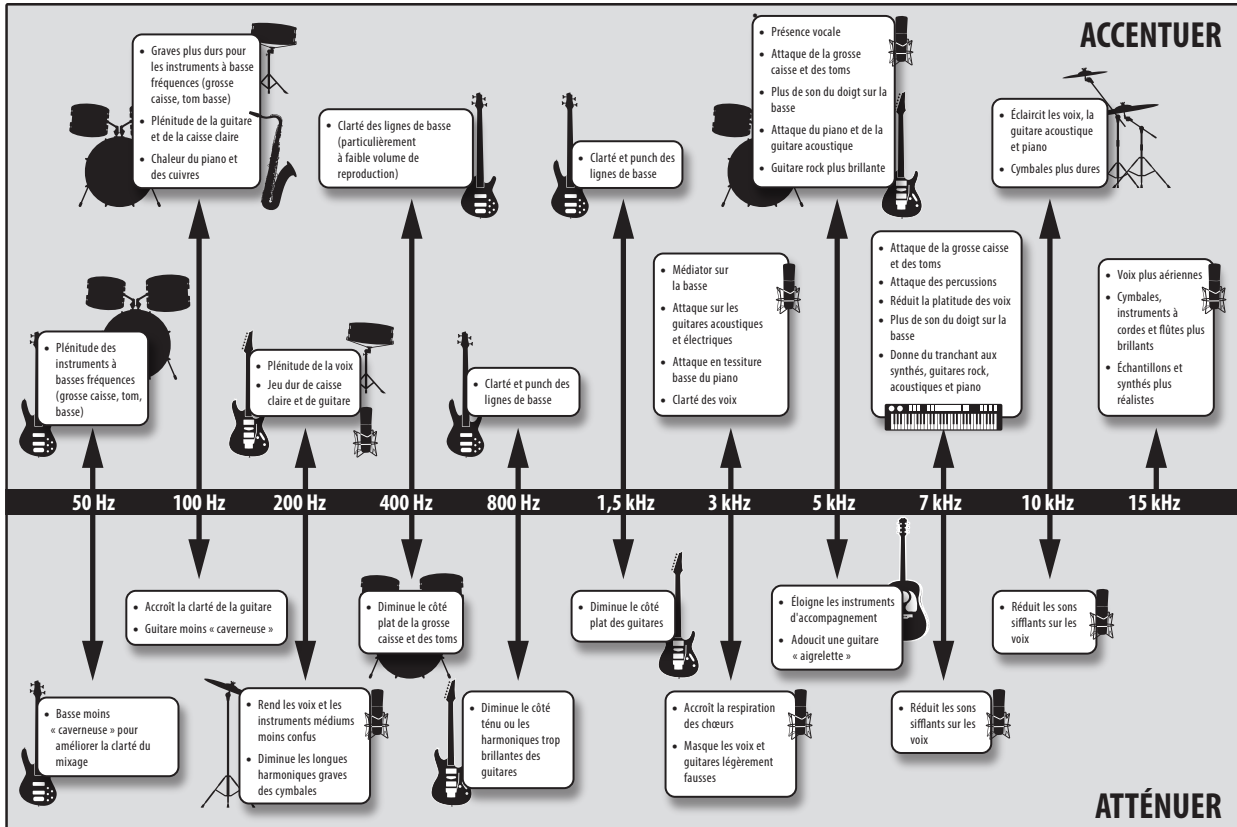 ACCENTUER
• Graves plus durs pour
les instruments à basse
fréquences (grosse
caisse, tom basse)
• Plénitude de la guitare
et de la caisse claire
• Chaleur du piano et
des cuivres
• Clarté des lignes de basse
(particulièrement
à faible volume de
reproduction)
• Clarté et punch des
lignes de basse
• Présence vocale
• Attaque de la grosse
caisse et des toms
• Plus de son du doigt sur la
basse
• Attaque du piano et de la
guitare acoustique
• Guitare rock plus brillante
• Éclaircit les voix, la
guitare acoustique
et piano
• Cymbales plus dures
• Plénitude des
instruments à
basses fréquences
(grosse caisse, tom,
basse)
• Plénitude de la voix
• Jeu dur de caisse
claire et de guitare
• Clarté et punch des
lignes de basse
• Médiator sur
la basse
• Attaque sur les
guitares acoustiques
et électriques
• Attaque en tessiture
basse du piano
• Clarté des voix
• Attaque de la grosse caisse
et des toms
• Attaque des percussions
• Réduit la platitude des voix
• Plus de son du doigt sur la
basse
• Donne du tranchant aux
synthés, guitares rock,
acoustiques et piano
• Voix plus aériennes
• Cymbales,
instruments à
cordes et flûtes plus
brillants
• Échantillons et
synthés plus
réalistes
50 Hz 100 Hz 200 Hz 400 Hz 800 Hz 1,5 kHz 3 kHz 5 kHz 7 kHz 10 kHz 15 kHz
• Accroît la clarté de la guitare
• Guitare moins « caverneuse »
• Diminue le côté
plat de la grosse
caisse et des toms
• Diminue le côté
plat des guitares
• Éloigne les instruments
d'accompagnement
• Adoucit une guitare
« aigrelette »
• Réduit les sons
sifflants sur les
voix
• Basse moins
« caverneuse » pour
améliorer la clarté du
mixage
• Rend les voix et les
instruments médiums
moins confus
• Diminue les longues
harmoniques graves
des cymbales
• Diminue le côté
ténu ou les
harmoniques trop
brillantes des
guitares
• Accroît la respiration
des chœurs
• Masque les voix et
guitares légèrement
fausses
• Réduit les sons
sifflants sur les
voix
ATTÉNUER